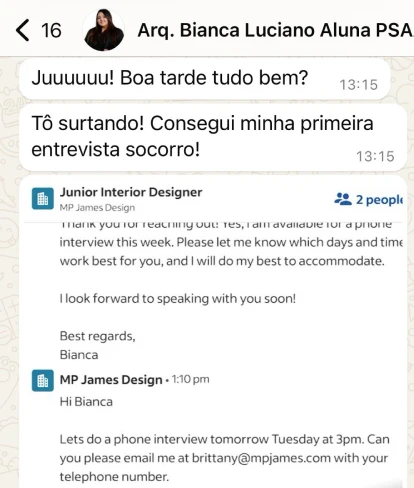 16
Arq. Bianca Luciano Aluna PSA
Juuuuuu! Boa tarde tudo bem?
13:15
Tô surtando! Consegui minha primeira
entrevista socorro!
13:15
Junior Interior Designer
2 people
MP James Design
Thank you for reaching out! Yes, I am available for a phone
interview this week. Please let me know which days and time
work best for you, and I will do my best to accommodate.
I look forward to speaking with you soon!
Best regards,
Bianca
MP James Design • 1:10 pm
Hi Bianca
Lets do a phone interview tomorrow Tuesday at 3pm. Can
you please email me at brittany@mpjames.com with your
telephone number.